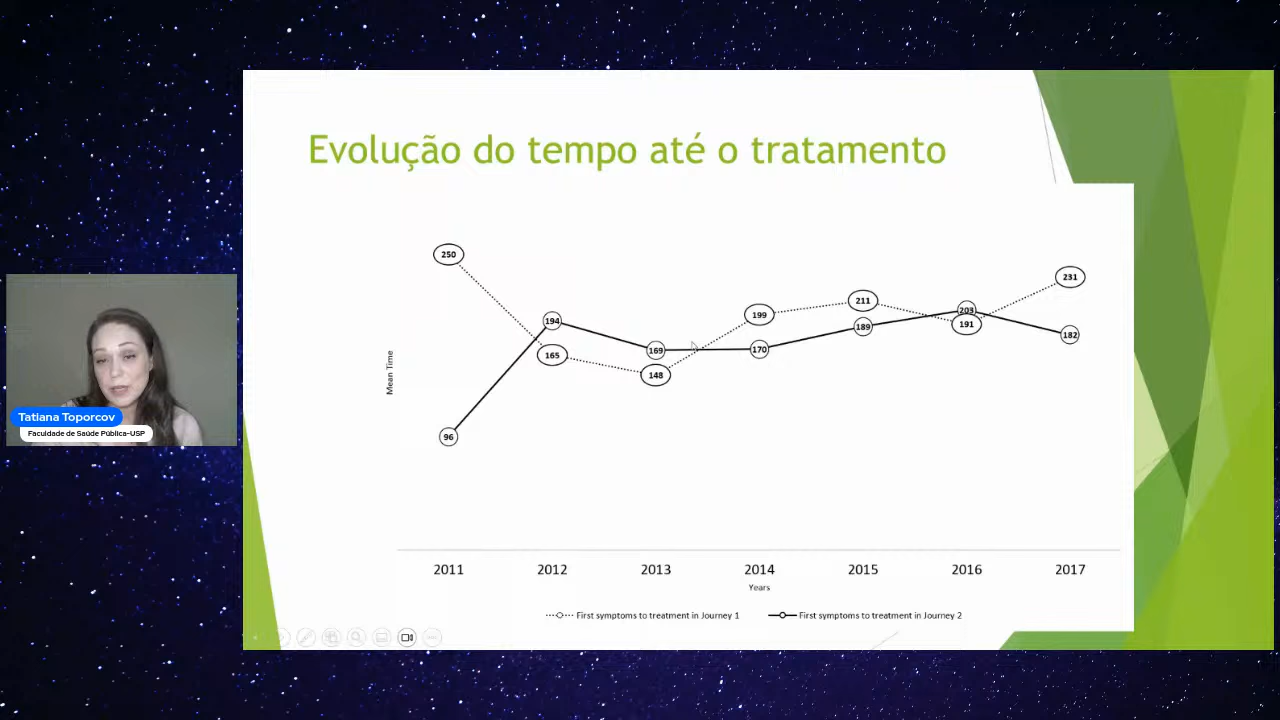 Evolução do tempo até o tratamento
250
231
211
199
203
194
191
189
182
165
169
170
148
96
Mean Time
2011 2012 2013 2014 2015 2016 2017
Years
First symptoms to treatment in Journey 1 First symptoms to treatment in Journey 2
Tatiana Toporcov
Faculdade de Saúde Pública-USP